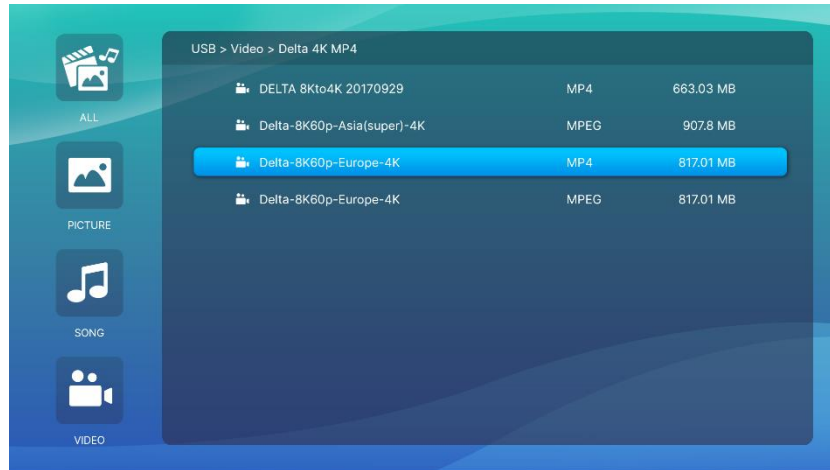 USB > Video > Delta 4K MP4
ALL
PICTURE
SONG
VIDEO
DELTA 8Kto4K 20170929 MP4 663.03 MB
Delta-8K60p-Asia(super)-4K MPEG 907.8 MB
Delta-8K60p-Europe-4K MP4 817.01 MB
Delta-8K60p-Europe-4K MPEG 817.01 MB